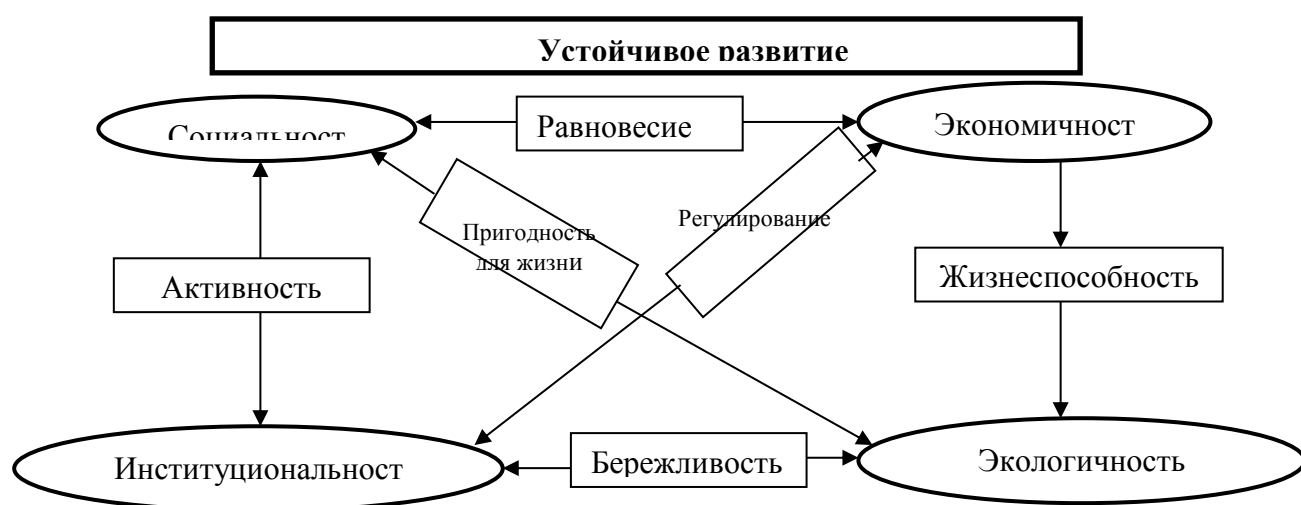 Устойчивое развитие
Социальност
Равновесие
Экономичност
Пригодность
для жизни
Регулирование
Активность
Жизнеспособность
Институциональност
Бережливость
Экологичность